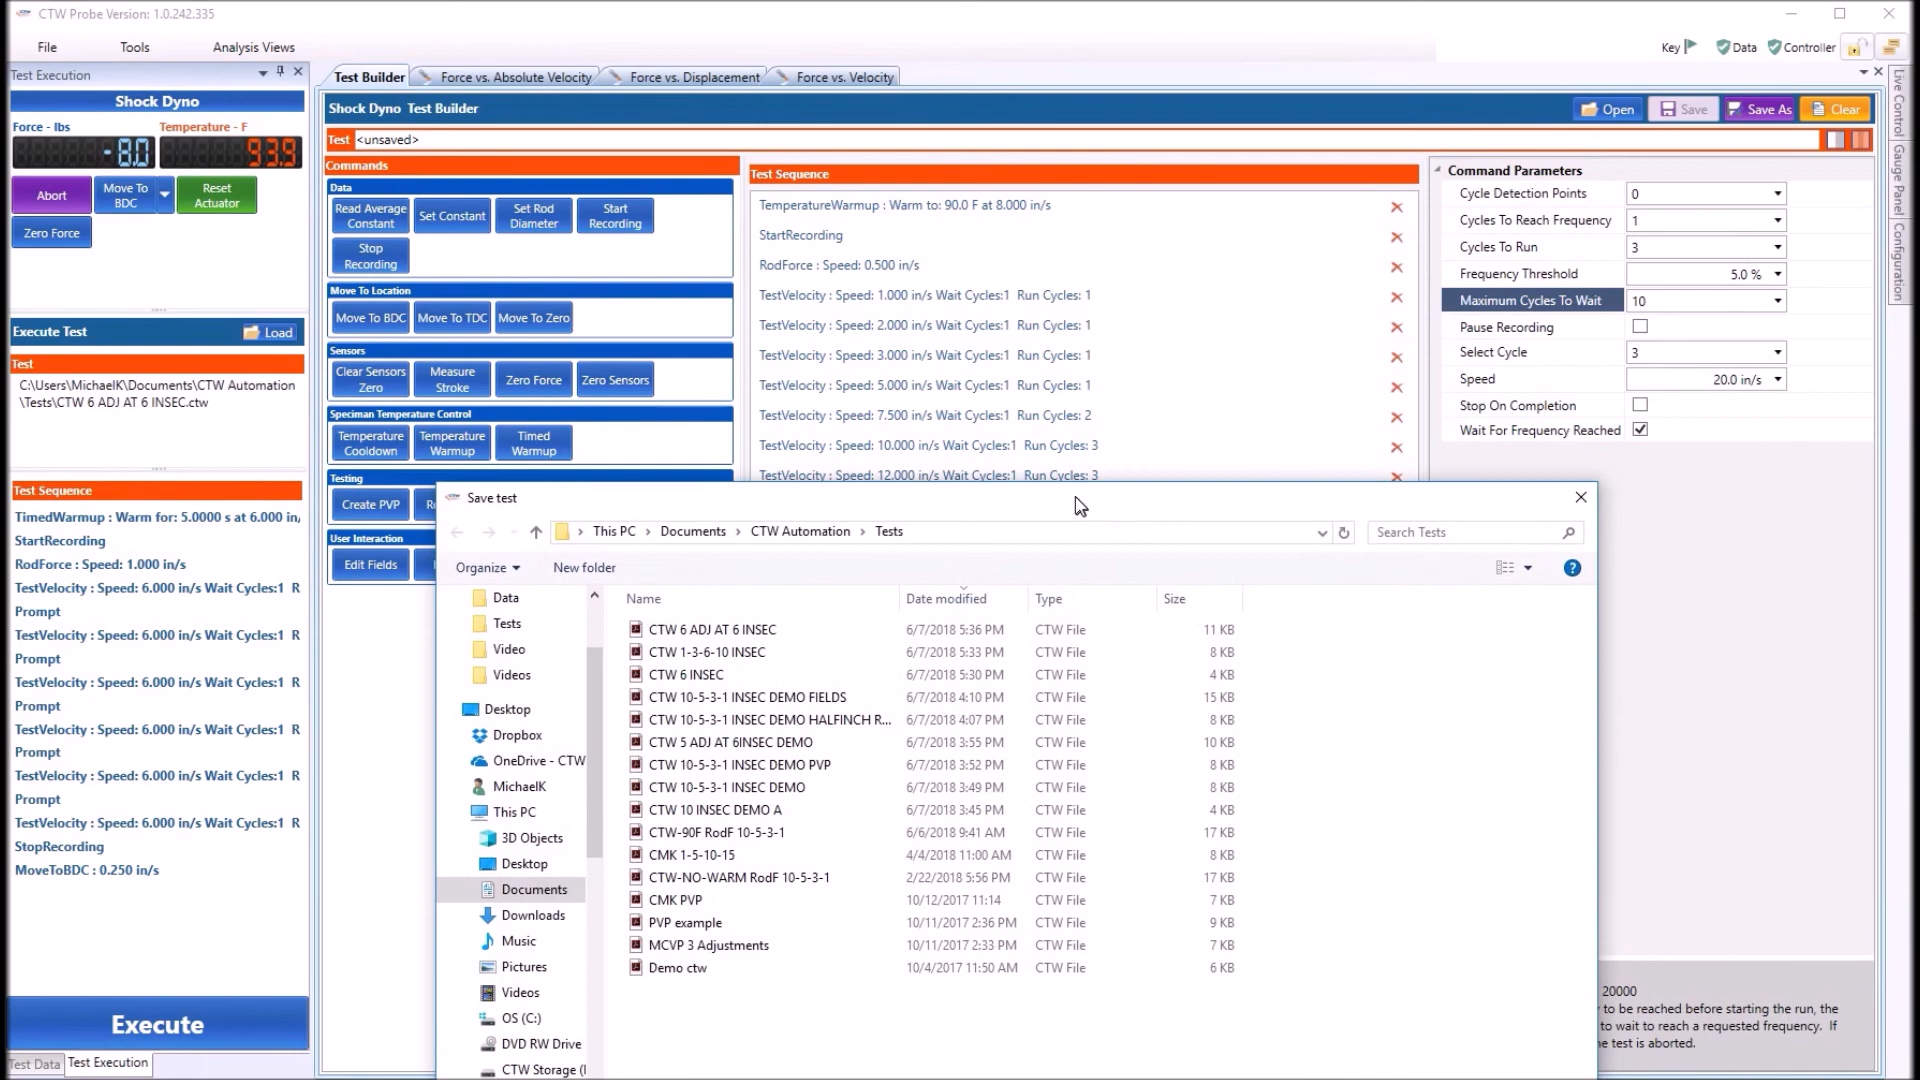 CTW Probe Version: 1.0.242.335
File Tools Analysis Views
Key Data Controller
Test Execution
Shock Dyno
Force - lbs Temperature - F
-8.0 93.9
Abort
Move To
BDC
Reset
Actuator
Zero Force
Execute Test Load
Test
C:\Users\MichaelK\Documents\CTW Automation
\Tests\CTW 6 ADJ AT 6 INSEC.ctw
Test Sequence
TimedWarmup : Warm for: 5.0000 s at 6.000 in/
StartRecording
RodForce : Speed: 1.000 in/s
TestVelocity : Speed: 6.000 in/s Wait Cycles:1 R
Prompt
TestVelocity : Speed: 6.000 in/s Wait Cycles:1 R
Prompt
TestVelocity : Speed: 6.000 in/s Wait Cycles:1 R
Prompt
TestVelocity : Speed: 6.000 in/s Wait Cycles:1 R
Prompt
TestVelocity : Speed: 6.000 in/s Wait Cycles:1 R
Prompt
TestVelocity : Speed: 6.000 in/s Wait Cycles:1 R
StopRecording
MoveToBDC : 0.250 in/s
Execute
Test Data Test Execution
Test Builder Force vs. Absolute Velocity Force vs. Displacement Force vs. Velocity
Shock Dyno Test Builder Open Save Save As Clear
Test <unsaved>
Commands
Data
Read Average
Constant
Set Constant
Set Rod
Diameter
Start
Recording
Stop
Recording
Move To Location
Move To BDC Move To TDC Move To Zero
Sensors
Clear Sensors
Zero
Measure
Stroke
Zero Force Zero Sensors
Speciman Temperature Control
Temperature
Cooldown
Temperature
Warmup
Timed
Warmup
Testing
Create PVP
User Interaction
Edit Fields
Test Sequence
TemperatureWarmup : Warm to: 90.0 F at 8.000 in/s
StartRecording
RodForce : Speed: 0.500 in/s
TestVelocity : Speed: 1.000 in/s Wait Cycles:1 Run Cycles: 1
TestVelocity : Speed: 2.000 in/s Wait Cycles:1 Run Cycles: 1
TestVelocity : Speed: 3.000 in/s Wait Cycles:1 Run Cycles: 1
TestVelocity : Speed: 5.000 in/s Wait Cycles:1 Run Cycles: 1
TestVelocity : Speed: 7.500 in/s Wait Cycles:1 Run Cycles: 2
TestVelocity : Speed: 10.000 in/s Wait Cycles:1 Run Cycles: 3
TestVelocity : Speed: 12.000 in/s Wait Cycles:1 Run Cycles: 3
Command Parameters
Cycle Detection Points 0
Cycles To Reach Frequency 1
Cycles To Run 3
Frequency Threshold 5.0 %
Maximum Cycles To Wait 10
Pause Recording
Select Cycle 3
Speed 20.0 in/s
Stop On Completion
Wait For Frequency Reached
20000
to be reached before starting the run, the
to wait to reach a requested frequency. If
e test is aborted.
Live Control
Gauge Panel
Configuration
Save test
This PC Documents CTW Automation Tests Search Tests
Organize New folder
Data
Tests
Video
Videos
Desktop
Dropbox
OneDrive - CTW
MichaelK
This PC
3D Objects
Desktop
Documents
Downloads
Music
Pictures
Videos
OS (C:)
DVD RW Drive
CTW Storage (
Name Date modified Type Size
CTW 6 ADJ AT 6 INSEC 6/7/2018 5:36 PM CTW File 11 KB
CTW 1-3-6-10 INSEC 6/7/2018 5:33 PM CTW File 8 KB
CTW 6 INSEC 6/7/2018 5:30 PM CTW File 4 KB
CTW 10-5-3-1 INSEC DEMO FIELDS 6/7/2018 4:10 PM CTW File 15 KB
CTW 10-5-3-1 INSEC DEMO HALFINCH R... 6/7/2018 4:07 PM CTW File 8 KB
CTW 5 ADJ AT 6INSEC DEMO 6/7/2018 3:55 PM CTW File 10 KB
CTW 10-5-3-1 INSEC DEMO PVP 6/7/2018 3:52 PM CTW File 8 KB
CTW 10-5-3-1 INSEC DEMO 6/7/2018 3:49 PM CTW File 8 KB
CTW 10 INSEC DEMO A 6/7/2018 3:45 PM CTW File 4 KB
CTW-90F RodF 10-5-3-1 6/6/2018 9:41 AM CTW File 17 KB
CMK 1-5-10-15 4/4/2018 11:00 AM CTW File 8 KB
CTW-NO-WARM RodF 10-5-3-1 2/22/2018 5:56 PM CTW File 17 KB
CMK PVP 10/12/2017 11:14 CTW File 7 KB
PVP example 10/11/2017 2:36 PM CTW File 9 KB
MCVP 3 Adjustments 10/11/2017 2:33 PM CTW File 7 KB
Demo ctw 10/4/2017 11:50 AM CTW File 6 KB